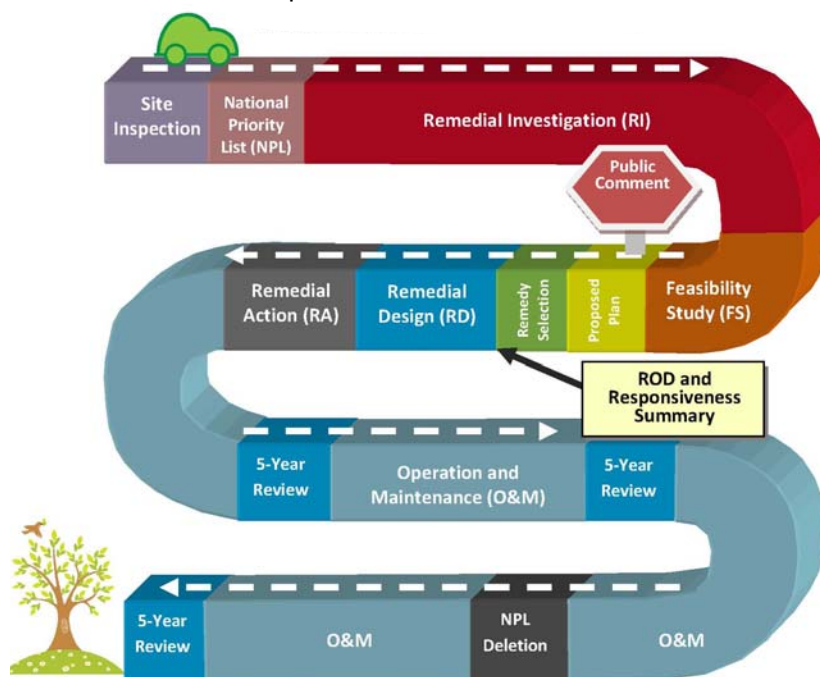 Site
Inspection
National
Priority
List (NPL)
Remedial Investigation (RI)
Public
Comment
Feasibility
Study (FS)
Proposed
Plan
Remedy
Selection
Remedial
Design (RD)
Remedial
Action (RA)
ROD and
Responsiveness
Summary
5-Year
Review
Operation and
Maintenance (O&M)
5-Year
Review
O&M
NPL
Deletion
O&M
5-Year
Review